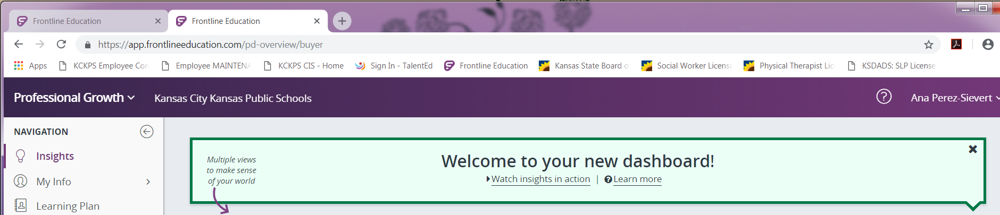 Frontline Education
Frontline Education
https://app.frontlineeducation.com/pd-overview/buyer
Apps KCKPS Employee Con Employee MAINTENA KCKPS CIS - Home Sign In - TalentEd Frontline Education Kansas State Board o Social Worker License Physical Therapist Lic KSDADS: SLP License
Professional Growth Kansas City Kansas Public Schools Ana Perez-Sievert
NAVIGATION
Insights
My Info
Learning Plan
Multiple views
to make sense
of your world
Welcome to your new dashboard!
Watch insights in action | Learn more